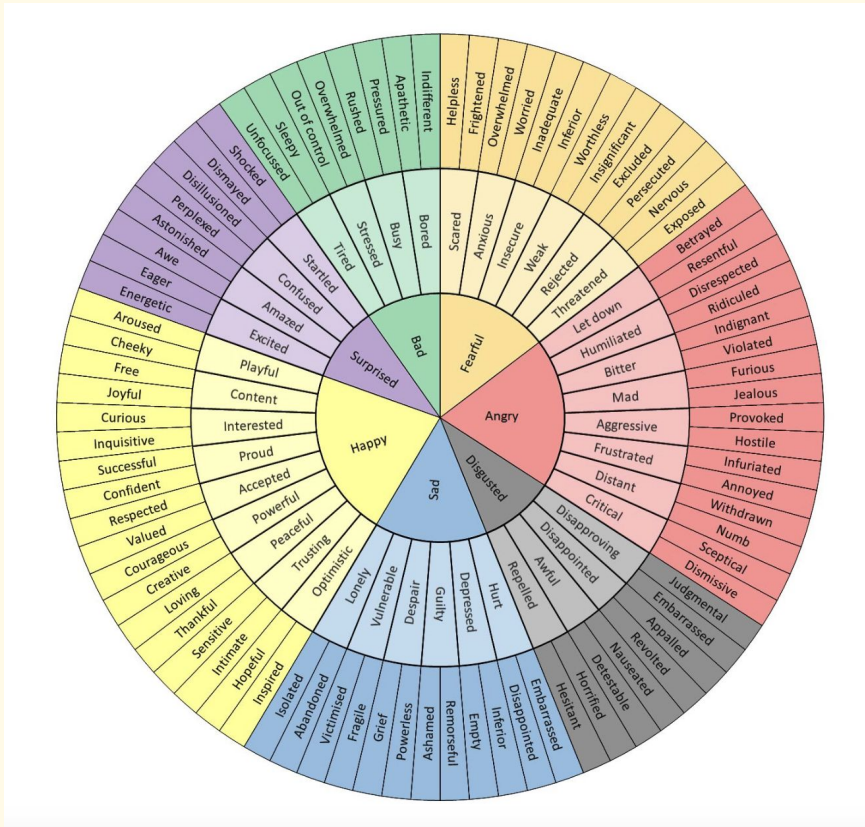 Fearful
Angry
Disgusted
Sad
Happy
Surprised
Bad
Scared
Anxious
Insecure
Weak
Rejected
Threatened
Let down
Humiliated
Bitter
Mad
Aggressive
Frustrated
Distant
Critical
Disapproving
Disappointed
Awful
Repelled
Hurt
Depressed
Guilty
Despair
Vulnerable
Lonely
Optimistic
Trusting
Peaceful
Powerful
Accepted
Proud
Interested
Content
Playful
Excited
Amazed
Confused
Startled
Tired
Stressed
Busy
Bored
Helpless
Frightened
Overwhelmed
Worried
Inadequate
Inferior
Worthless
Insignificant
Excluded
Persecuted
Nervous
Exposed
Betrayed
Resentful
Disrespected
Ridiculed
Indignant
Violated
Furious
Jealous
Provoked
Hostile
Infuriated
Annoyed
Withdrawn
Numb
Sceptical
Dismissive
Judgmental
Embarrassed
Appalled
Revolted
Nauseated
Detestable
Horrified
Hesitant
Embarrassed
Disappointed
Inferior
Empty
Remorseful
Ashamed
Powerless
Grief
Fragile
Victimised
Abandoned
Isolated
Inspired
Hopeful
Intimate
Sensitive
Thankful
Loving
Creative
Courageous
Valued
Respected
Confident
Successful
Inquisitive
Curious
Joyful
Free
Cheeky
Aroused
Energetic
Eager
Awe
Astonished
Perplexed
Disillusioned
Dismayed
Shocked
Unfocussed
Sleepy
Out of control
Overwhelmed
Rushed
Pressured
Apathetic
Indifferent